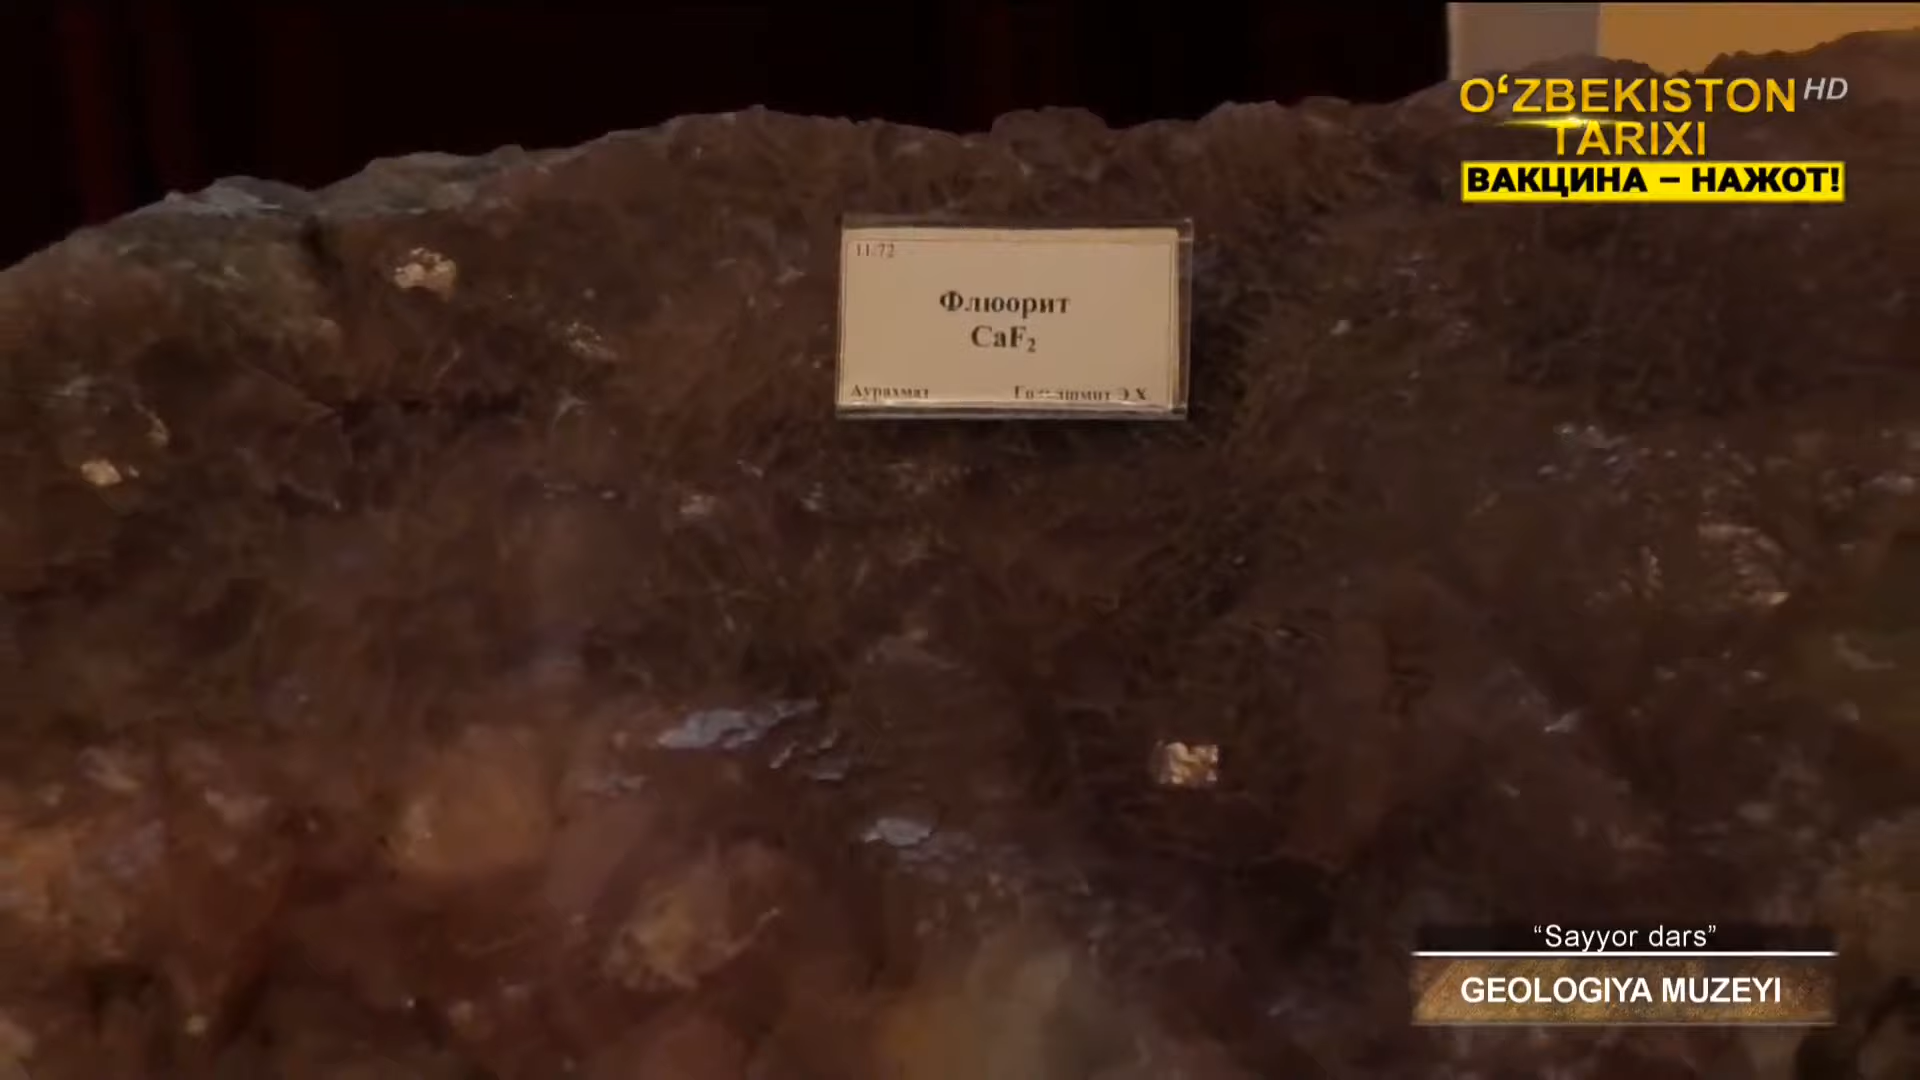 O‘ZBEKISTON HD
TARIXI
ВАКЦИНА – НАЖОТ!
11/72
Флюорит
CaF₂
Аурахмат Э.Х
“Sayyor dars”
GEOLOGIYA MUZEYI